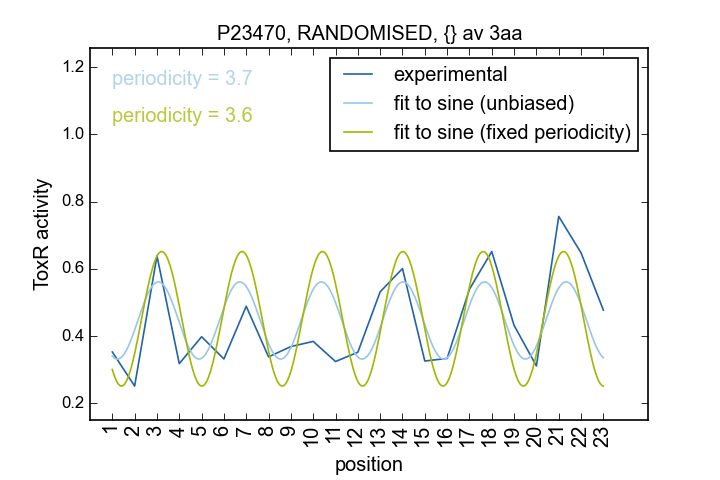 P23470, RANDOMISED, {} av 3aa
periodicity = 3.7
periodicity = 3.6
experimental
fit to sine (unbiased)
fit to sine (fixed periodicity)
ToxR activity
1.2
1.0
0.8
0.6
0.4
0.2
1 2 3 4 5 6 7 8 9 10 11 12 13 14 15 16 17 18 19 20 21 22 23
position